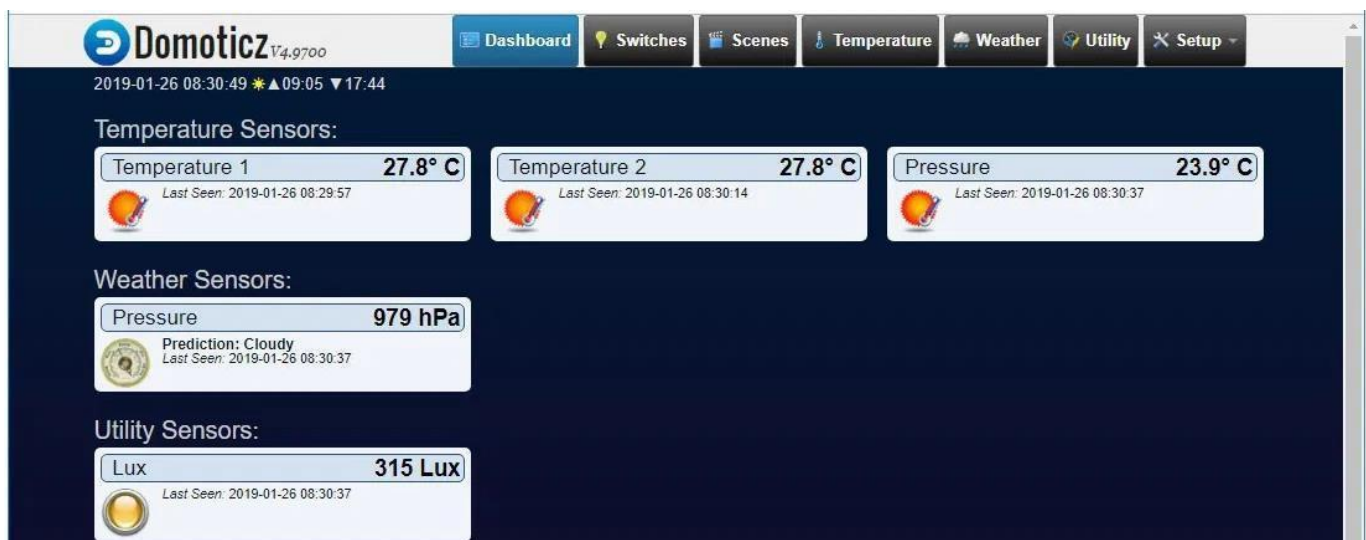 Domoticz V4.9700 Dashboard Switches Scenes Temperature Weather Utility Setup
2019-01-26 08:30:49 ☀▲09:05 ▼17:44
Temperature Sensors:
Temperature 1 27.8° C
Last Seen: 2019-01-26 08:29:57
Temperature 2 27.8° C
Last Seen: 2019-01-26 08:30:14
Pressure 23.9° C
Last Seen: 2019-01-26 08:30:37
Weather Sensors:
Pressure 979 hPa
Prediction: Cloudy
Last Seen: 2019-01-26 08:30:37
Utility Sensors:
Lux 315 Lux
Last Seen: 2019-01-26 08:30:37